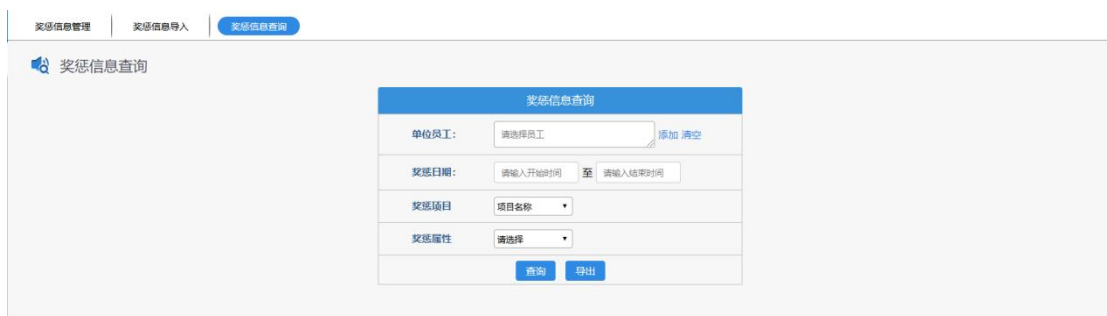 奖惩信息管理 奖惩信息导入 奖惩信息查询
奖惩信息查询
奖惩信息查询
单位员工： 请选择员工 添加 清空
奖惩日期： 请输入开始时间 至 请输入结束时间
奖惩项目 项目名称
奖惩属性 请选择
查询 导出